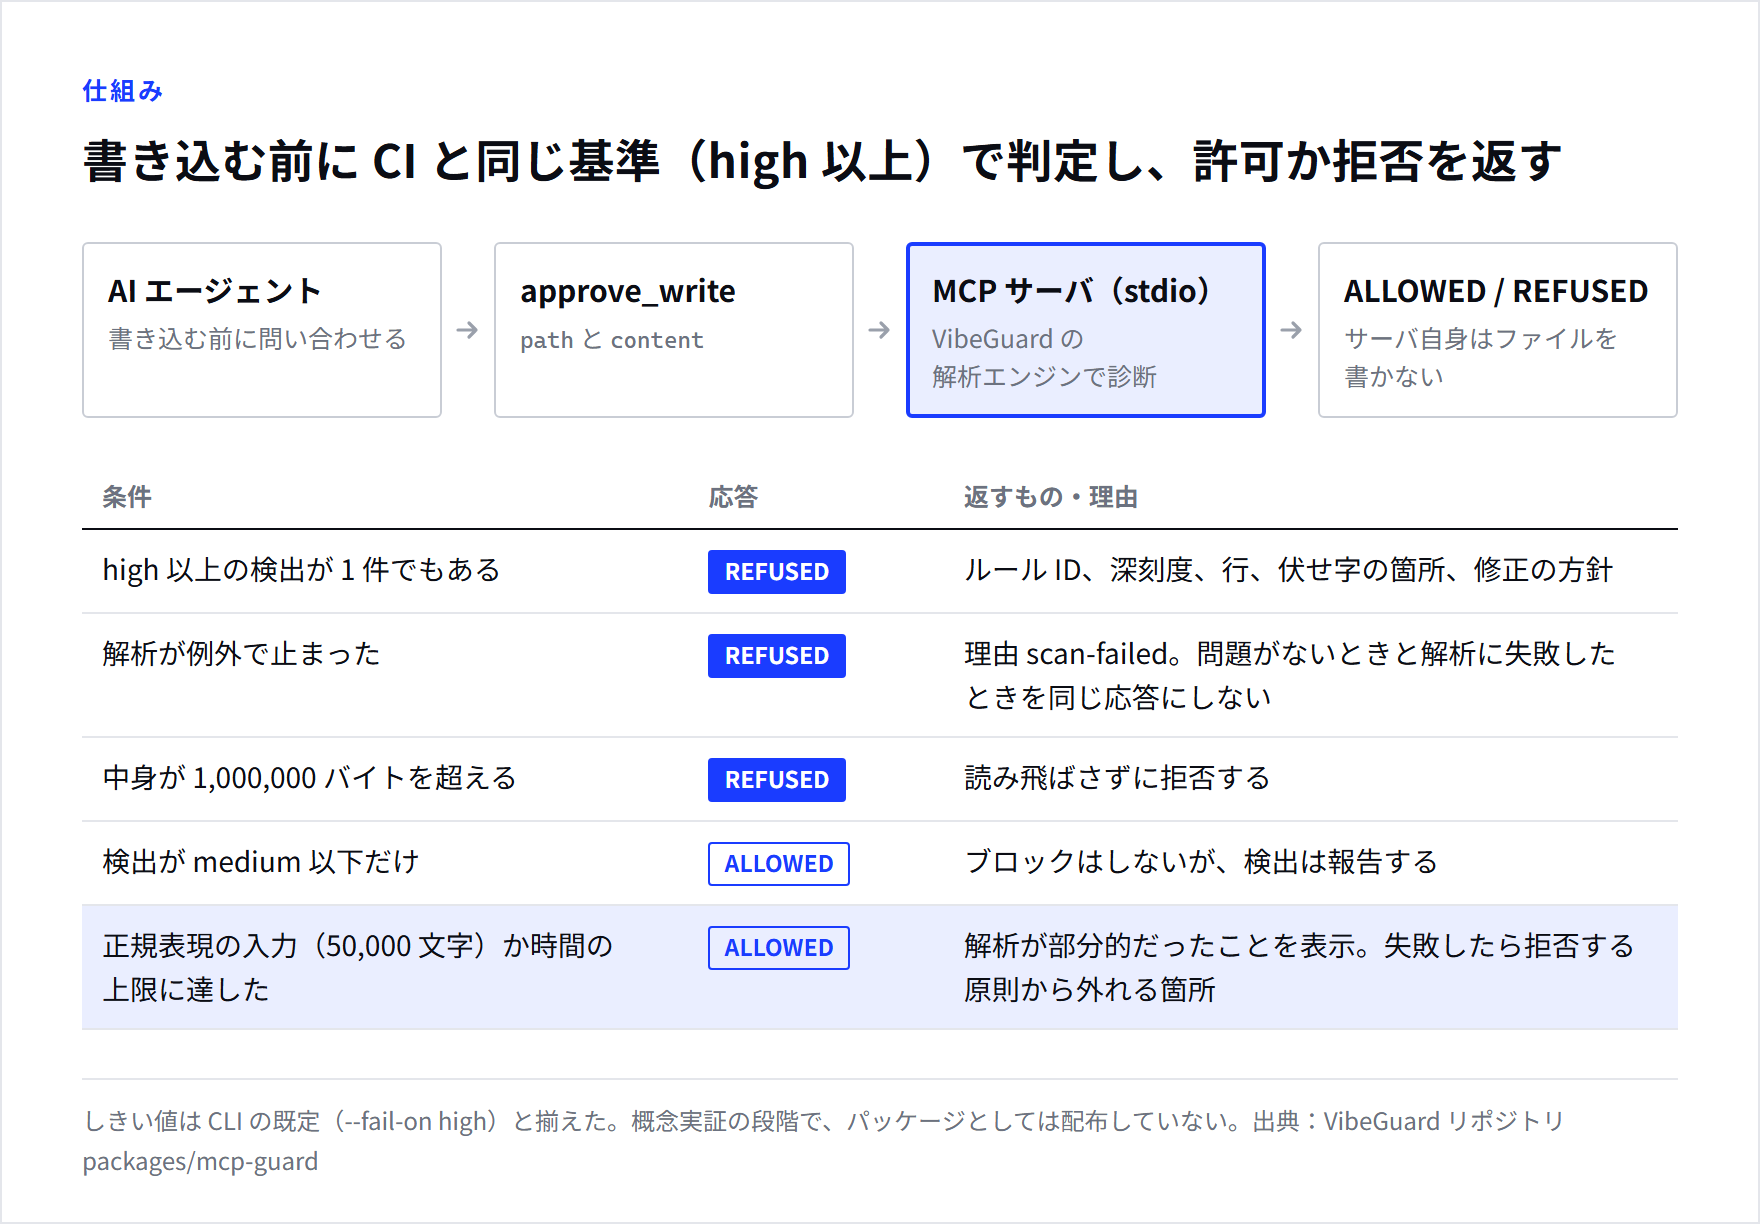 仕組み
書き込む前に CI と同じ基準（high 以上）で判定し、許可か拒否を返す
AI エージェント
書き込む前に問い合わせる
→
approve_write
path と content
→
MCP サーバ（stdio）
VibeGuard の
解析エンジンで診断
→
ALLOWED / REFUSED
サーバ自身はファイルを
書かない
条件 応答 返すもの・理由
high 以上の検出が 1 件でもある REFUSED ルール ID、深刻度、行、伏せ字の箇所、修正の方針
解析が例外で止まった REFUSED 理由 scan-failed。問題がないときと解析に失敗した
ときを同じ応答にしない
中身が 1,000,000 バイトを超える REFUSED 読み飛ばさずに拒否する
検出が medium 以下だけ ALLOWED ブロックはしないが、検出は報告する
正規表現の入力（50,000 文字）か時間の
上限に達した
ALLOWED
解析が部分的だったことを表示。失敗したら拒否する
原則から外れる箇所
しきい値は CLI の既定（--fail-on high）と揃えた。概念実証の段階で、パッケージとしては配布していない。出典：VibeGuard リポジトリ
packages/mcp-guard